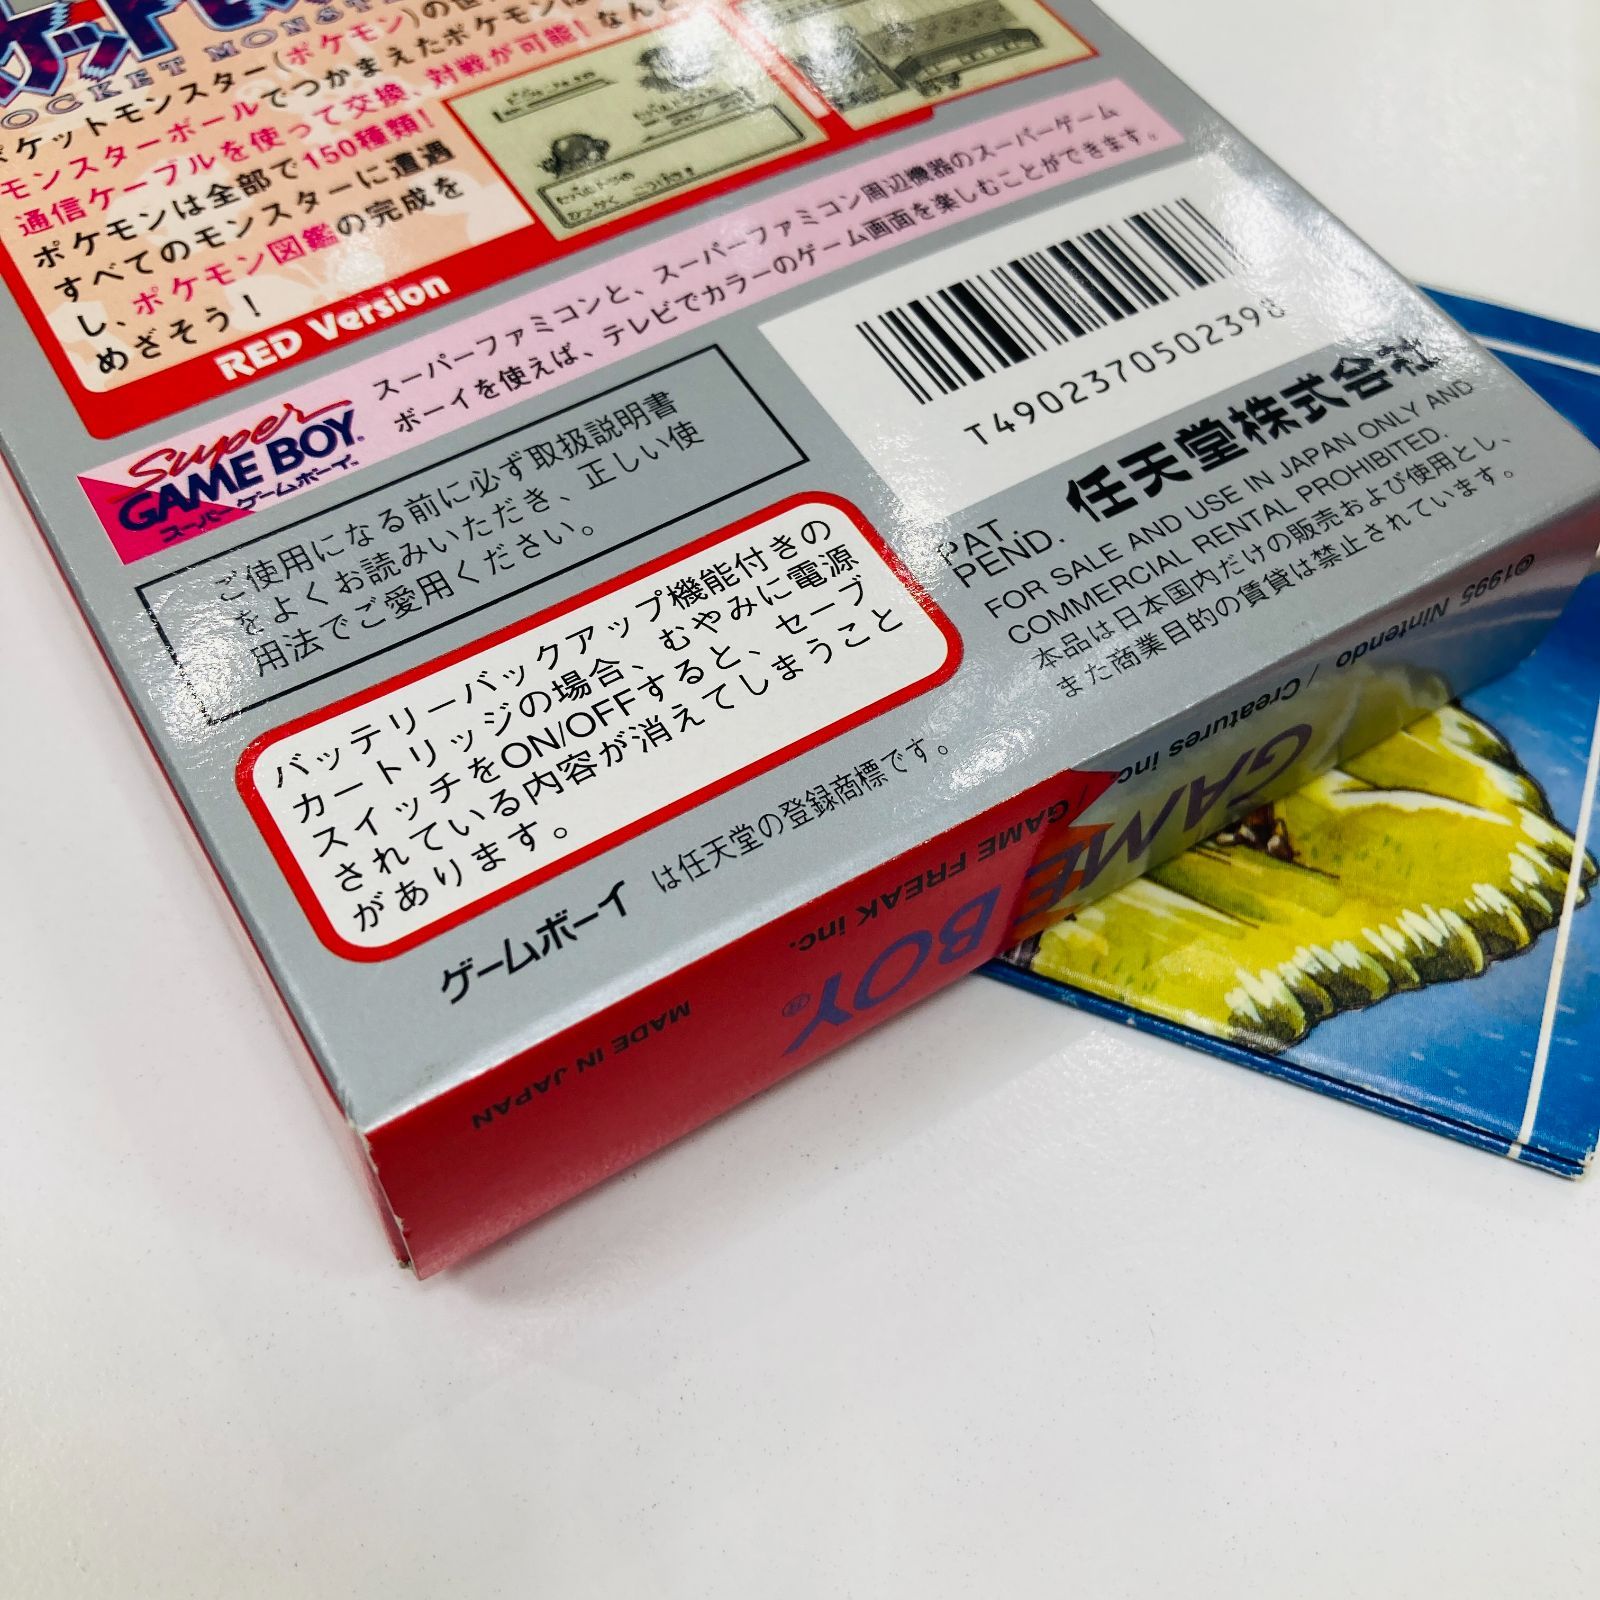 POCKET MONST
ケットモンスター(ポケモン)の世
モンスターボールでつかまえたポケモンは
通信ケーブルを使って交換、対戦が可能! なんと
ポケモンは全部で150種類!
すべてのモンスターに遭遇
し、ポケモン図鑑の完成を
めざそう!
RED Version
Super
GAME BOY
スーパーゲームボーイ
スーパーファミコンと、スーパーファミコン周辺機器のスーパーゲーム
ボーイを使えば、テレビでカラーのゲーム画面を楽しむことができます。
ご使用になる前に必ず取扱説明書
をよくお読みいただき、正しい使
用法でご愛用ください。
T4902370502398
任天堂株式会社
PAT.
PEND.
FOR SALE AND USE IN JAPAN ONLY AND
COMMERCIAL RENTAL PROHIBITED.
本品は日本国内だけの販売および使用とし、
また商業目的の賃貸は禁止されています。
バッテリーバックアップ機能付きの
カートリッジの場合、むやみに電源
スイッチをON/OFFすると、セーブ
されている内容が消えてしまうこと
があります。
ゲームボーイ は任天堂の登録商標です。
©1995 Nintendo / Creatures inc. / GAME FREAK inc.
GAME BOY®
MADE IN JAPAN